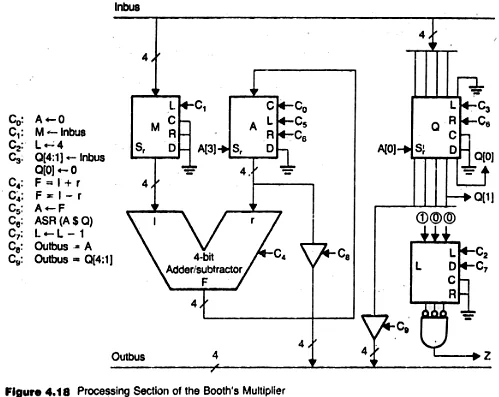 Inbus
4
4
C0: A ← 0
C1: M ← Inbus
C2: L ← 4
C3: Q[4:1] ← Inbus
Q[0] ← 0
C4: F = l + r
C4: F = l - r
C5: A ← F
C6: ASR (A $ Q)
C7: L ← L - 1
C8: Outbus = A
C9: Outbus = Q[4:1]
M
Sr
L
C
R
D
C1
A[3]
A
Sr
C
L
R
D
C0
C5
C6
A[0]
Q
Sr
L
R
C
D
C3
C6
Q[0]
Q[1]
4
4
l
r
4-bit
Adder/subtractor
F
C4
C8
1 0 0
L
L
D
C
R
C2
C7
4
4
C9
4
Z
Outbus
4
Figure 4.18 Processing Section of the Booth's Multiplier